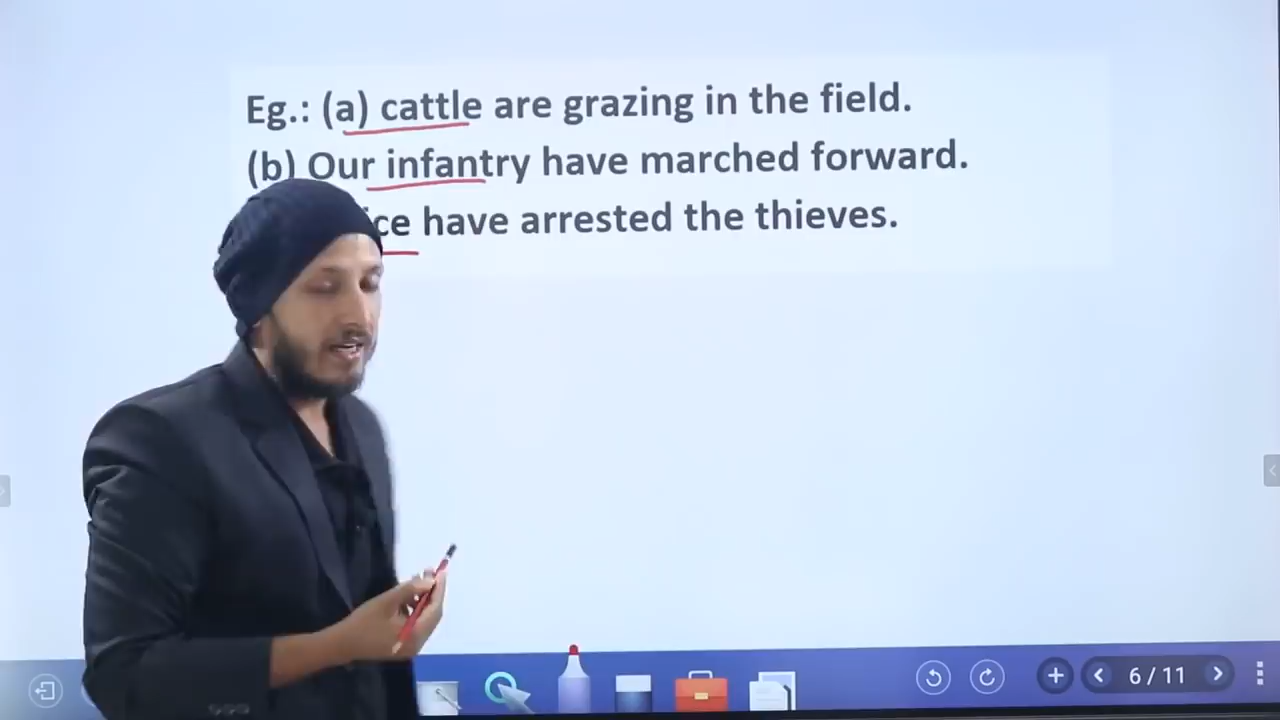 Eg.: (a) cattle are grazing in the field.
(b) Our infantry have marched forward.
have arrested the thieves.
6 / 11